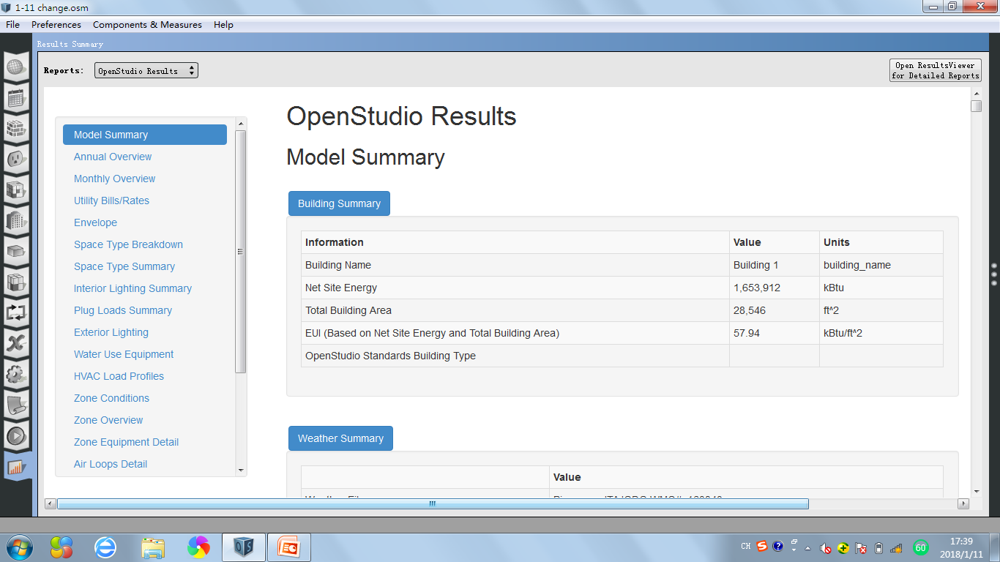 1-11 change.osm
File Preferences Components & Measures Help
Results Summary
Reports: OpenStudio Results
Open ResultsViewer
for Detailed Reports
Model Summary
Annual Overview
Monthly Overview
Utility Bills/Rates
Envelope
Space Type Breakdown
Space Type Summary
Interior Lighting Summary
Plug Loads Summary
Exterior Lighting
Water Use Equipment
HVAC Load Profiles
Zone Conditions
Zone Overview
Zone Equipment Detail
Air Loops Detail
OpenStudio Results
Model Summary
Building Summary
Information Value Units
Building Name Building 1 building_name
Net Site Energy 1,653,912 kBtu
Total Building Area 28,546 ft^2
EUI (Based on Net Site Energy and Total Building Area) 57.94 kBtu/ft^2
OpenStudio Standards Building Type
Weather Summary
Value
CH
60
17:39
2018/1/11